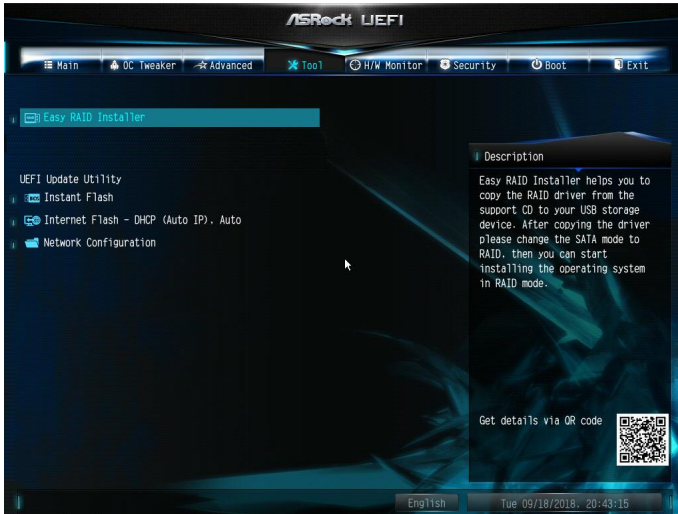 ASRock UEFI
Main OC Tweaker Advanced Tool H/W Monitor Security Boot Exit
Easy RAID Installer
UEFI Update Utility
Instant Flash
Internet Flash - DHCP (Auto IP), Auto
Network Configuration
Description
Easy RAID Installer helps you to
copy the RAID driver from the
support CD to your USB storage
device. After copying the driver
please change the SATA mode to
RAID, then you can start
installing the operating system
in RAID mode.
Get details via QR code
English
Tue 09/18/2018, 20:43:15